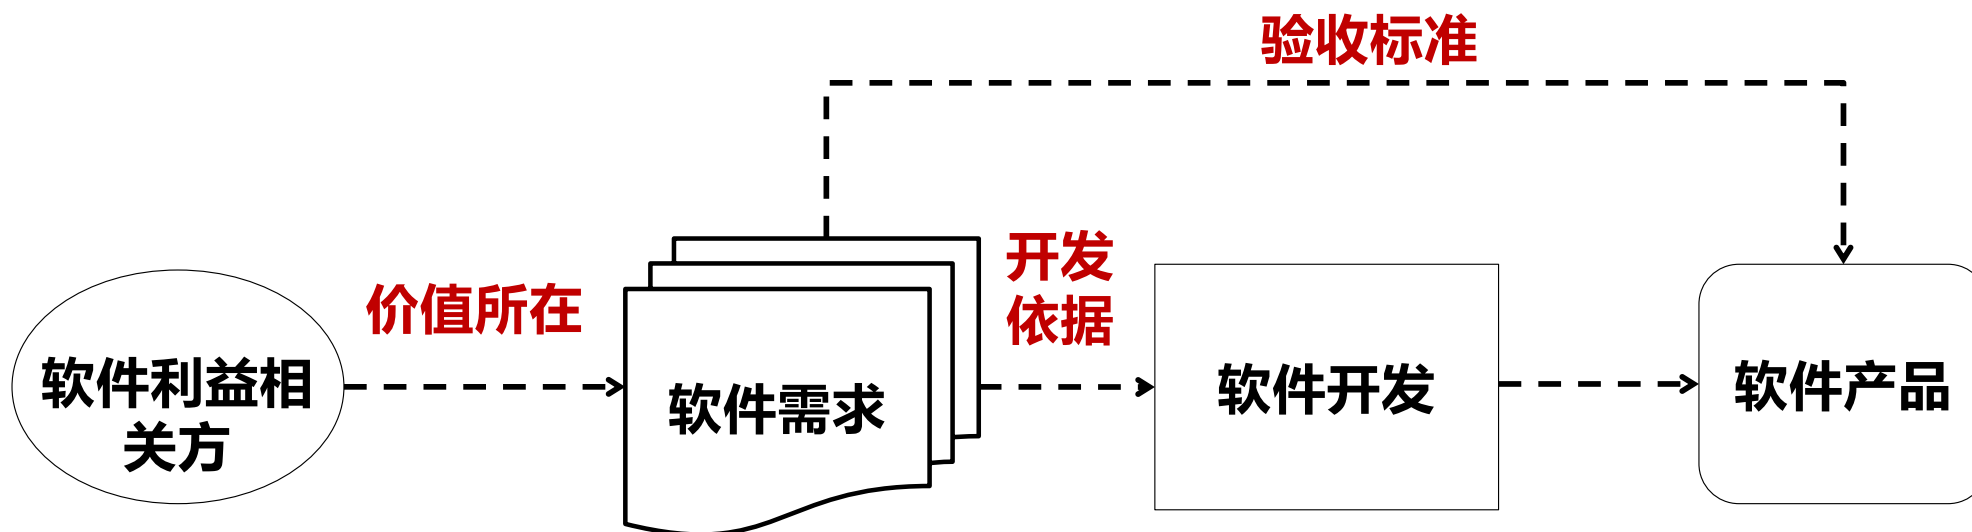 验收标准
价值所在
开发
依据
软件利益相
关方
软件需求
软件开发
软件产品